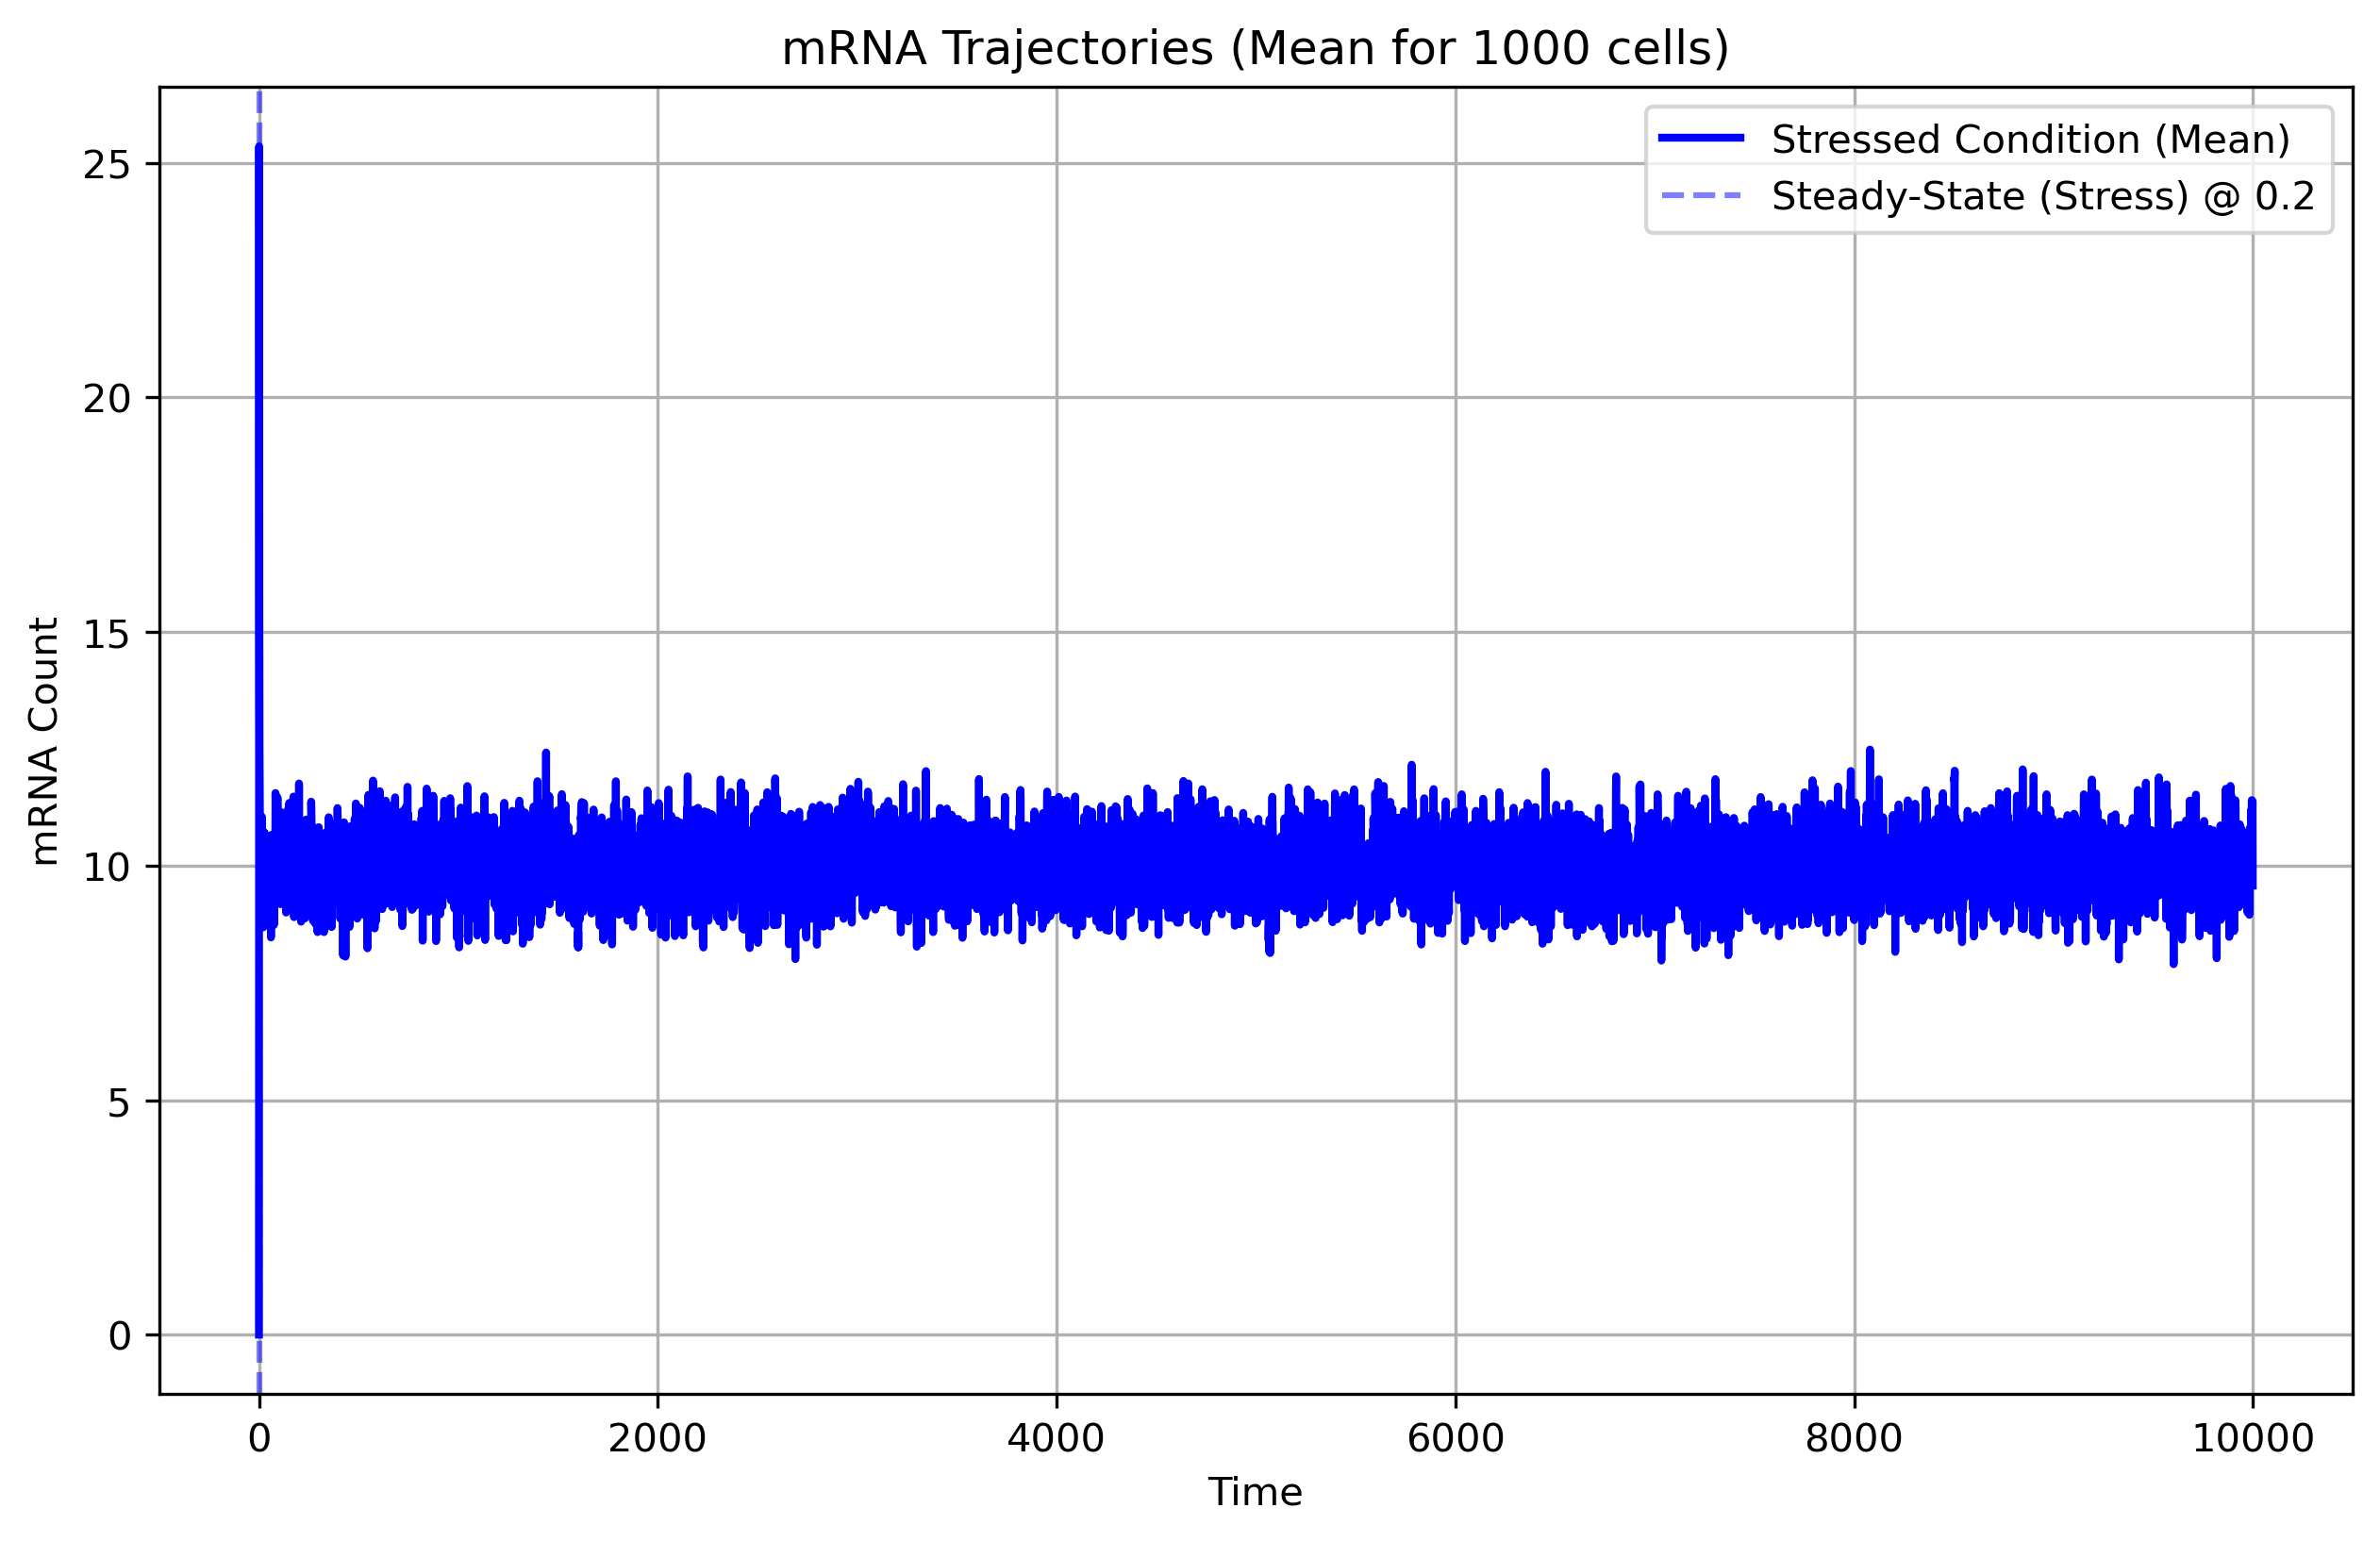 mRNA Trajectories (Mean for 1000 cells)
Stressed Condition (Mean)
Steady-State (Stress) @ 0.2
25
20
15
10
5
0
mRNA Count
0 2000 4000 6000 8000 10000
Time